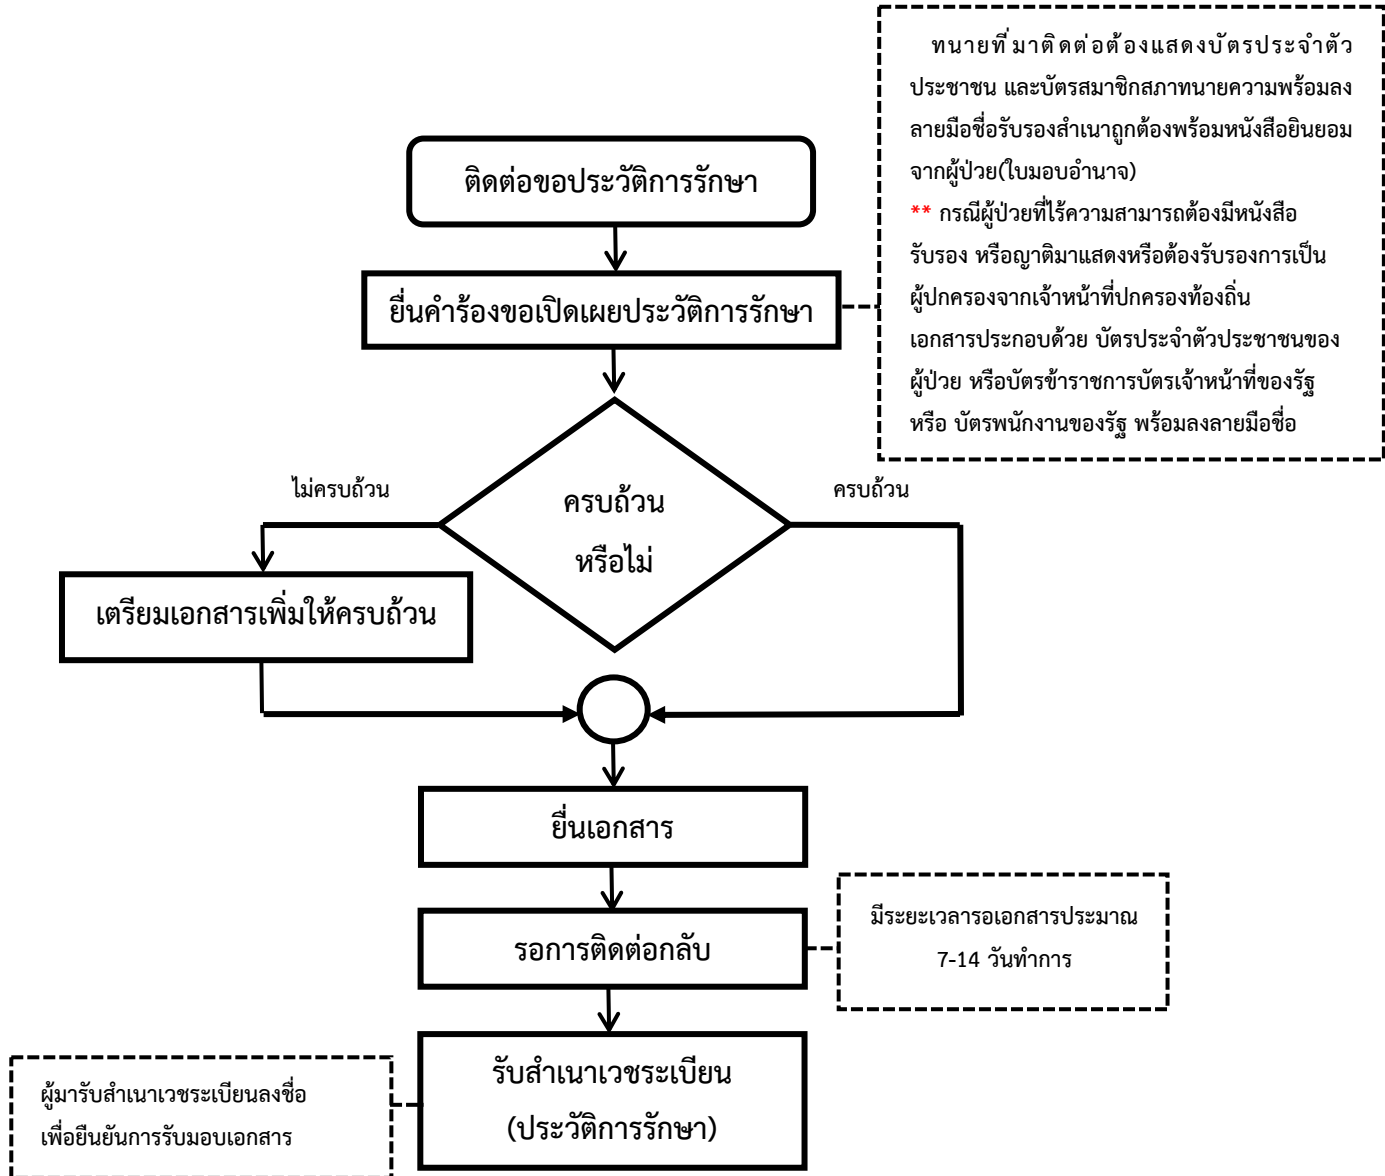 ทนายที่มาติดต่อต้องแสดงบัตรประจำตัว
ประชาชน และบัตรสมาชิกสภาทนายความพร้อมลง
ลายมือชื่อรับรองสำเนาถูกต้องพร้อมหนังสือยินยอม
จากผู้ป่วย(ใบมอบอำนาจ)
** กรณีผู้ป่วยที่ไร้ความสามารถต้องมีหนังสือ
รับรอง หรือญาติมาแสดงหรือต้องรับรองการเป็น
ผู้ปกครองจากเจ้าหน้าที่ปกครองท้องถิ่น
เอกสารประกอบด้วย บัตรประจำตัวประชาชนของ
ผู้ป่วย หรือบัตรข้าราชการบัตรเจ้าหน้าที่ของรัฐ
หรือ บัตรพนักงานของรัฐ พร้อมลงลายมือชื่อ
ติดต่อขอประวัติการรักษา
ยื่นคำร้องขอเปิดเผยประวัติการรักษา
ครบถ้วน
หรือไม่
ไม่ครบถ้วน
ครบถ้วน
เตรียมเอกสารเพิ่มให้ครบถ้วน
ยื่นเอกสาร
รอการติดต่อกลับ
มีระยะเวลารอเอกสารประมาณ
7-14 วันทำการ
รับสำเนาเวชระเบียน
(ประวัติการรักษา)
ผู้มารับสำเนาเวชระเบียนลงชื่อ
เพื่อยืนยันการรับมอบเอกสาร